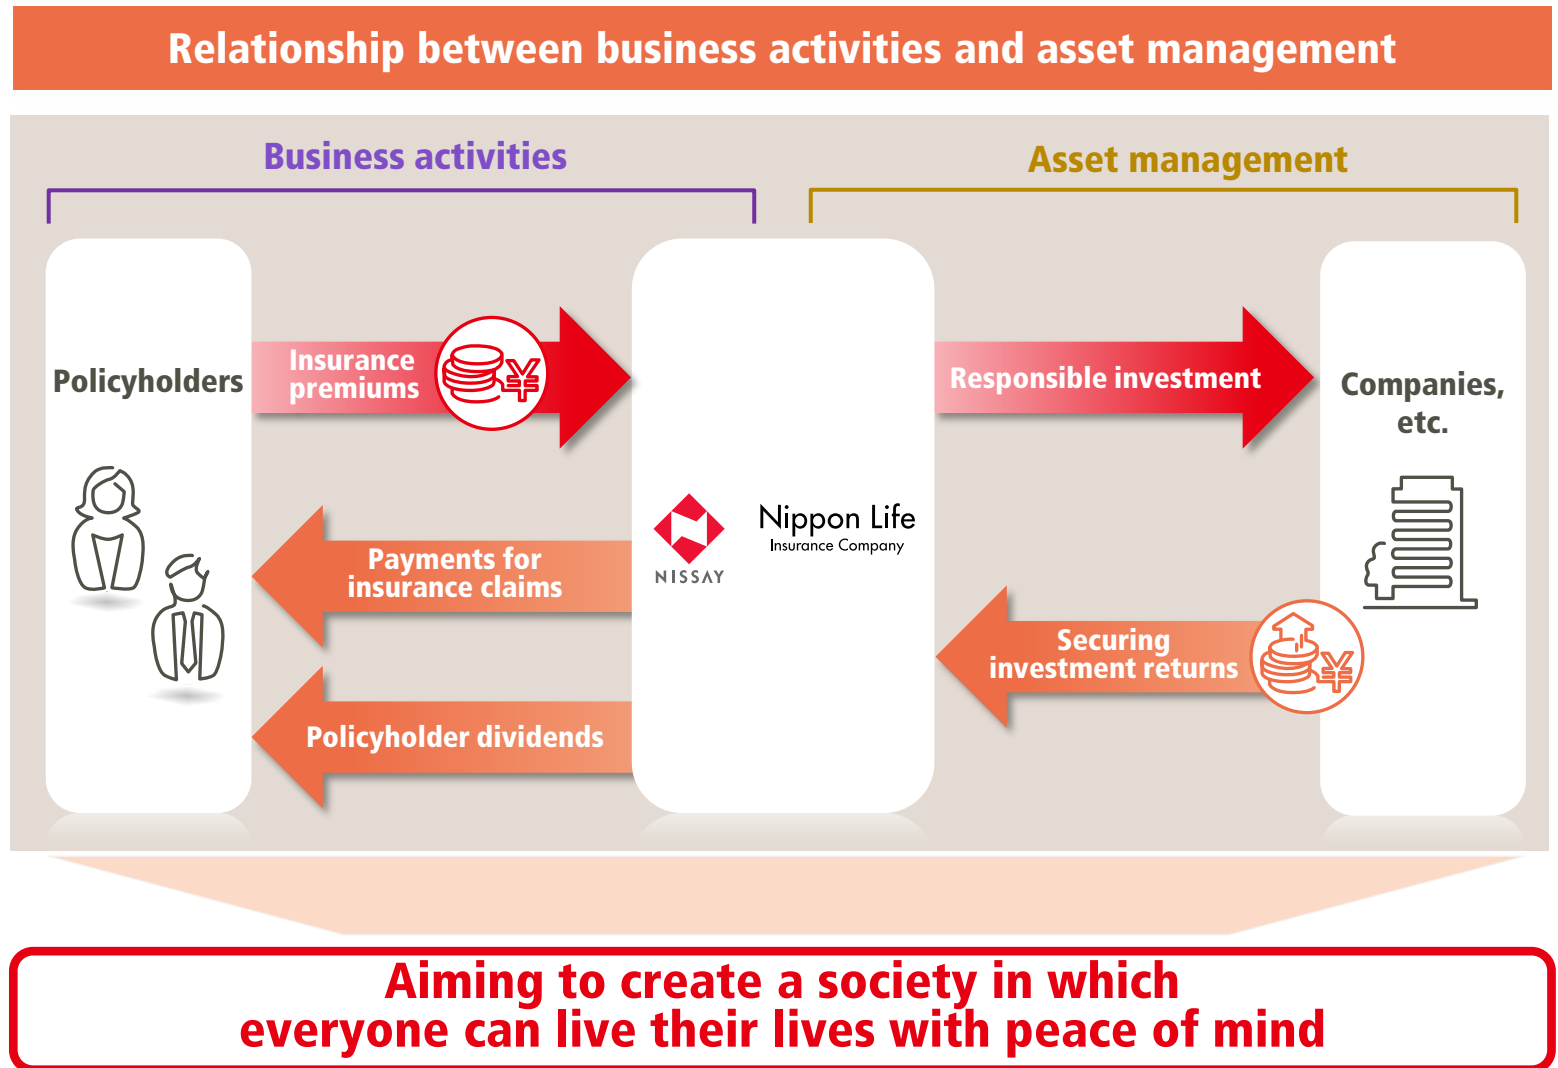 Relationship between business activities and asset management
Business activities
Asset management
Policyholders
Insurance
premiums
Payments for
insurance claims
Policyholder dividends
NISSAY
Nippon Life
Insurance Company
Responsible investment
Securing
investment returns
Companies,
etc.
Aiming to create a society in which
everyone can live their lives with peace of mind